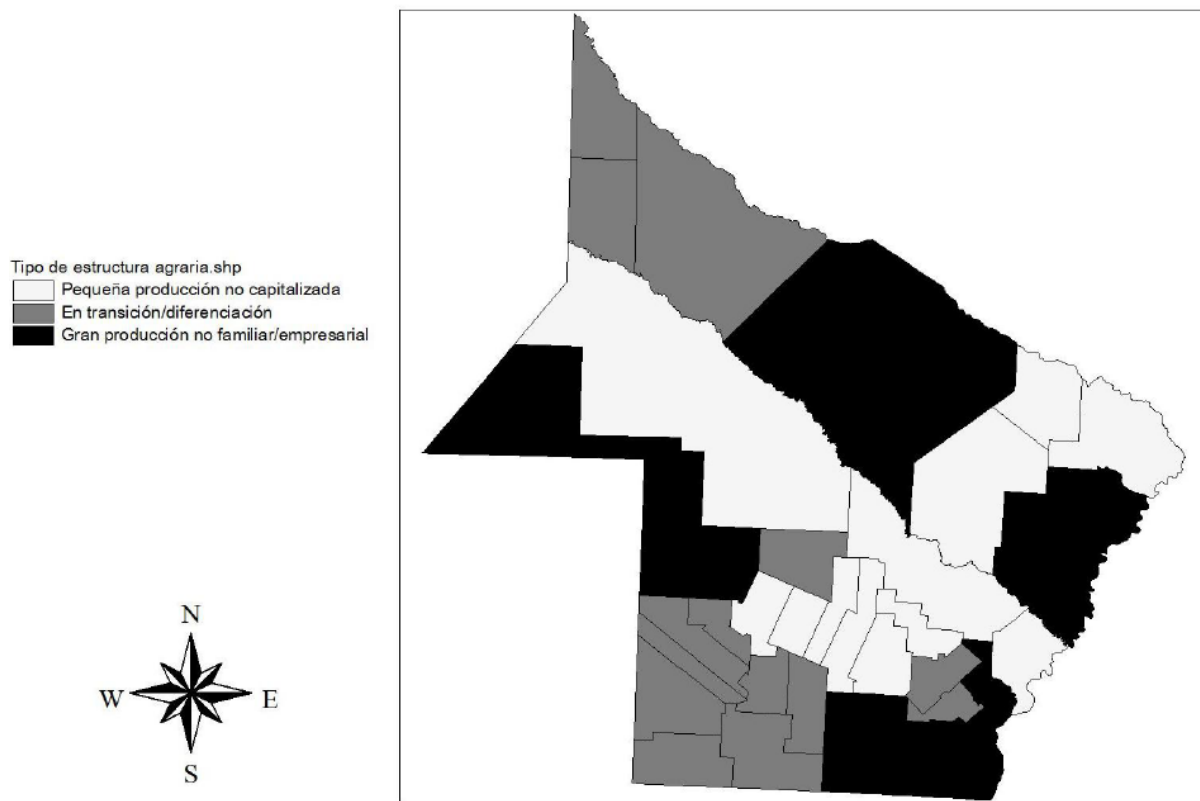 Tipo de estructura agraria.shp
Pequeña producción no capitalizada
En transición/diferenciación
Gran producción no familiar/empresarial
N
W E
S